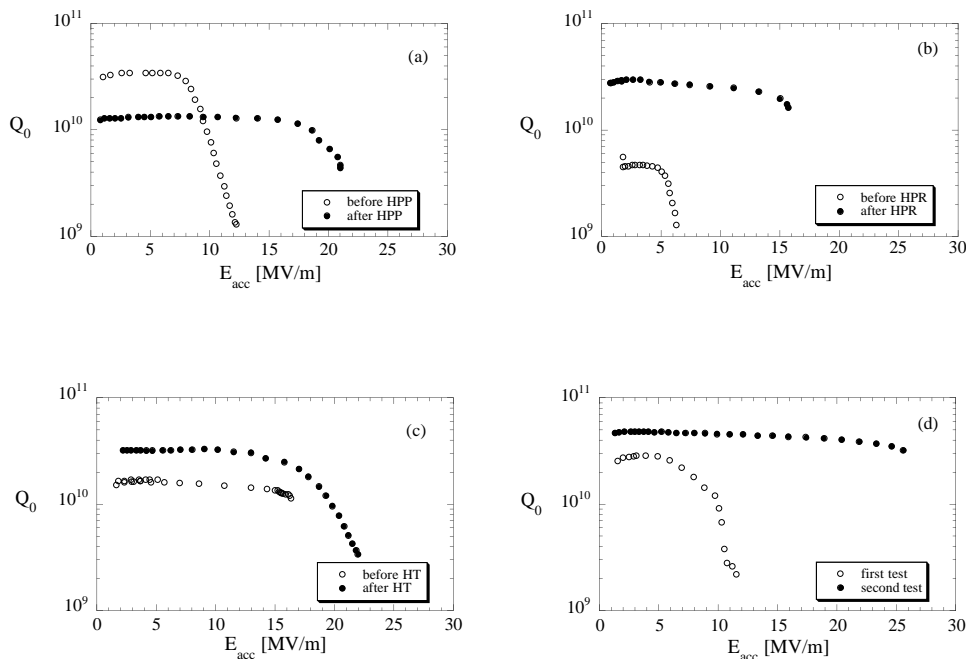 10^11
(a)
Q_0
10^10
before HPP
after HPP
10^9
0 5 10 15 20 25 30
E_acc [MV/m]
10^11
(b)
Q_0
10^10
before HPR
after HPR
10^9
0 5 10 15 20 25 30
E_acc [MV/m]
10^11
(c)
Q_0
10^10
before HT
after HT
10^9
0 5 10 15 20 25 30
E_acc [MV/m]
10^11
(d)
Q_0
10^10
first test
second test
10^9
0 5 10 15 20 25 30
E_acc [MV/m]